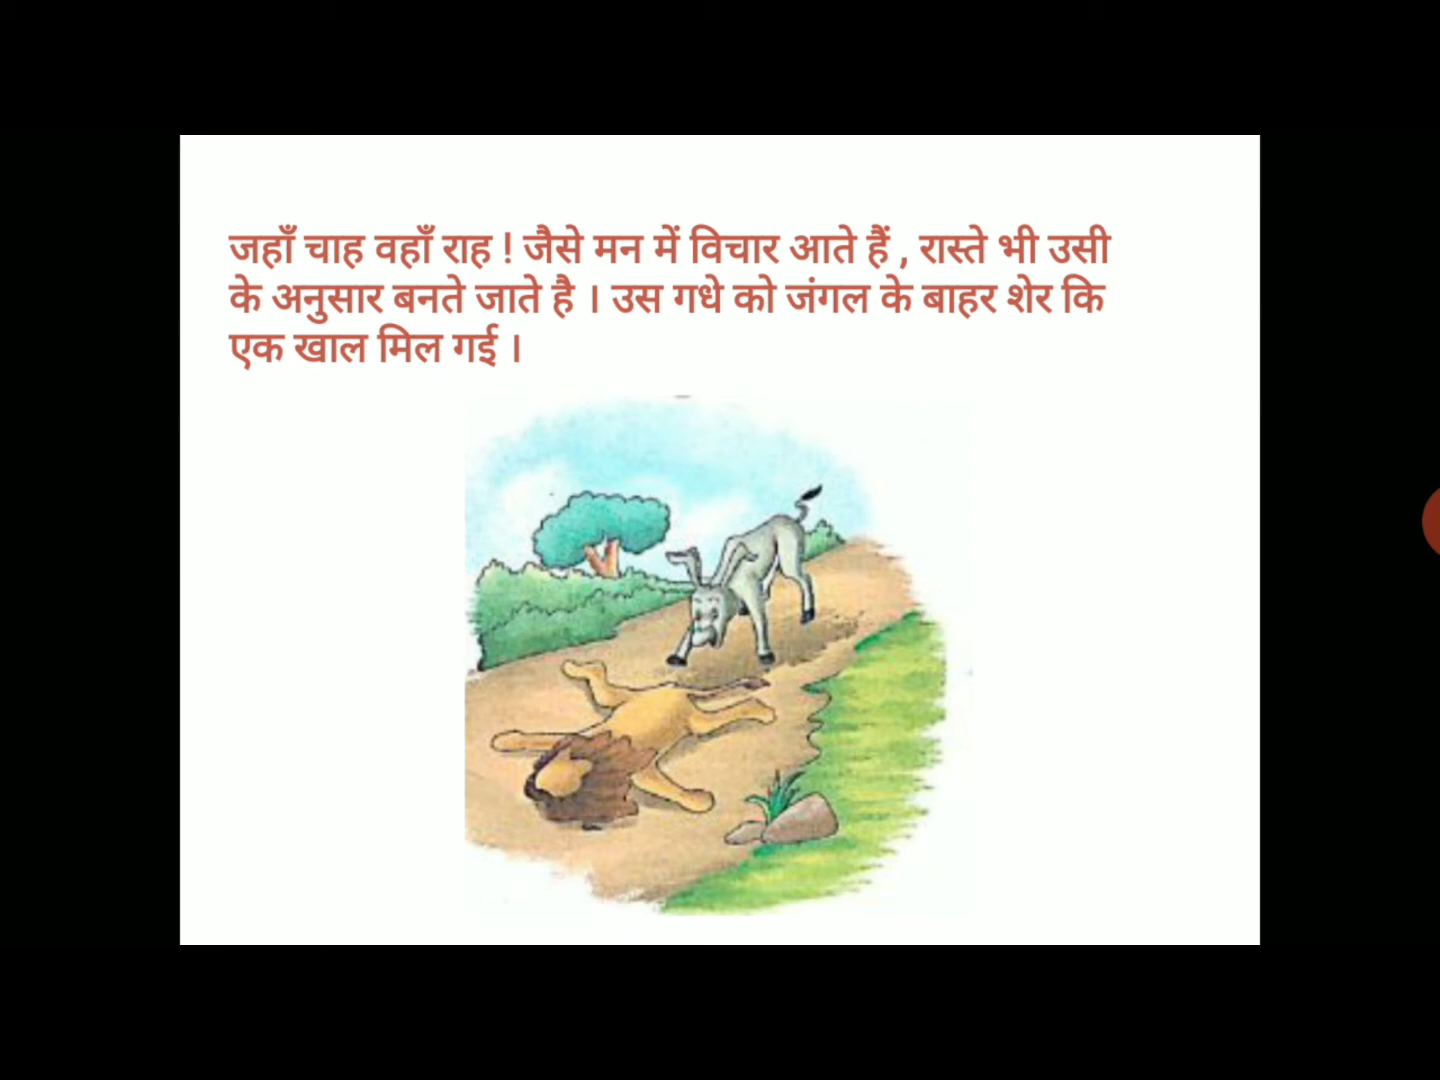 जहाँ चाह वहाँ राह ! जैसे मन में विचार आते हैं , रास्ते भी उसी
के अनुसार बनते जाते है । उस गधे को जंगल के बाहर शेर कि
एक खाल मिल गई ।